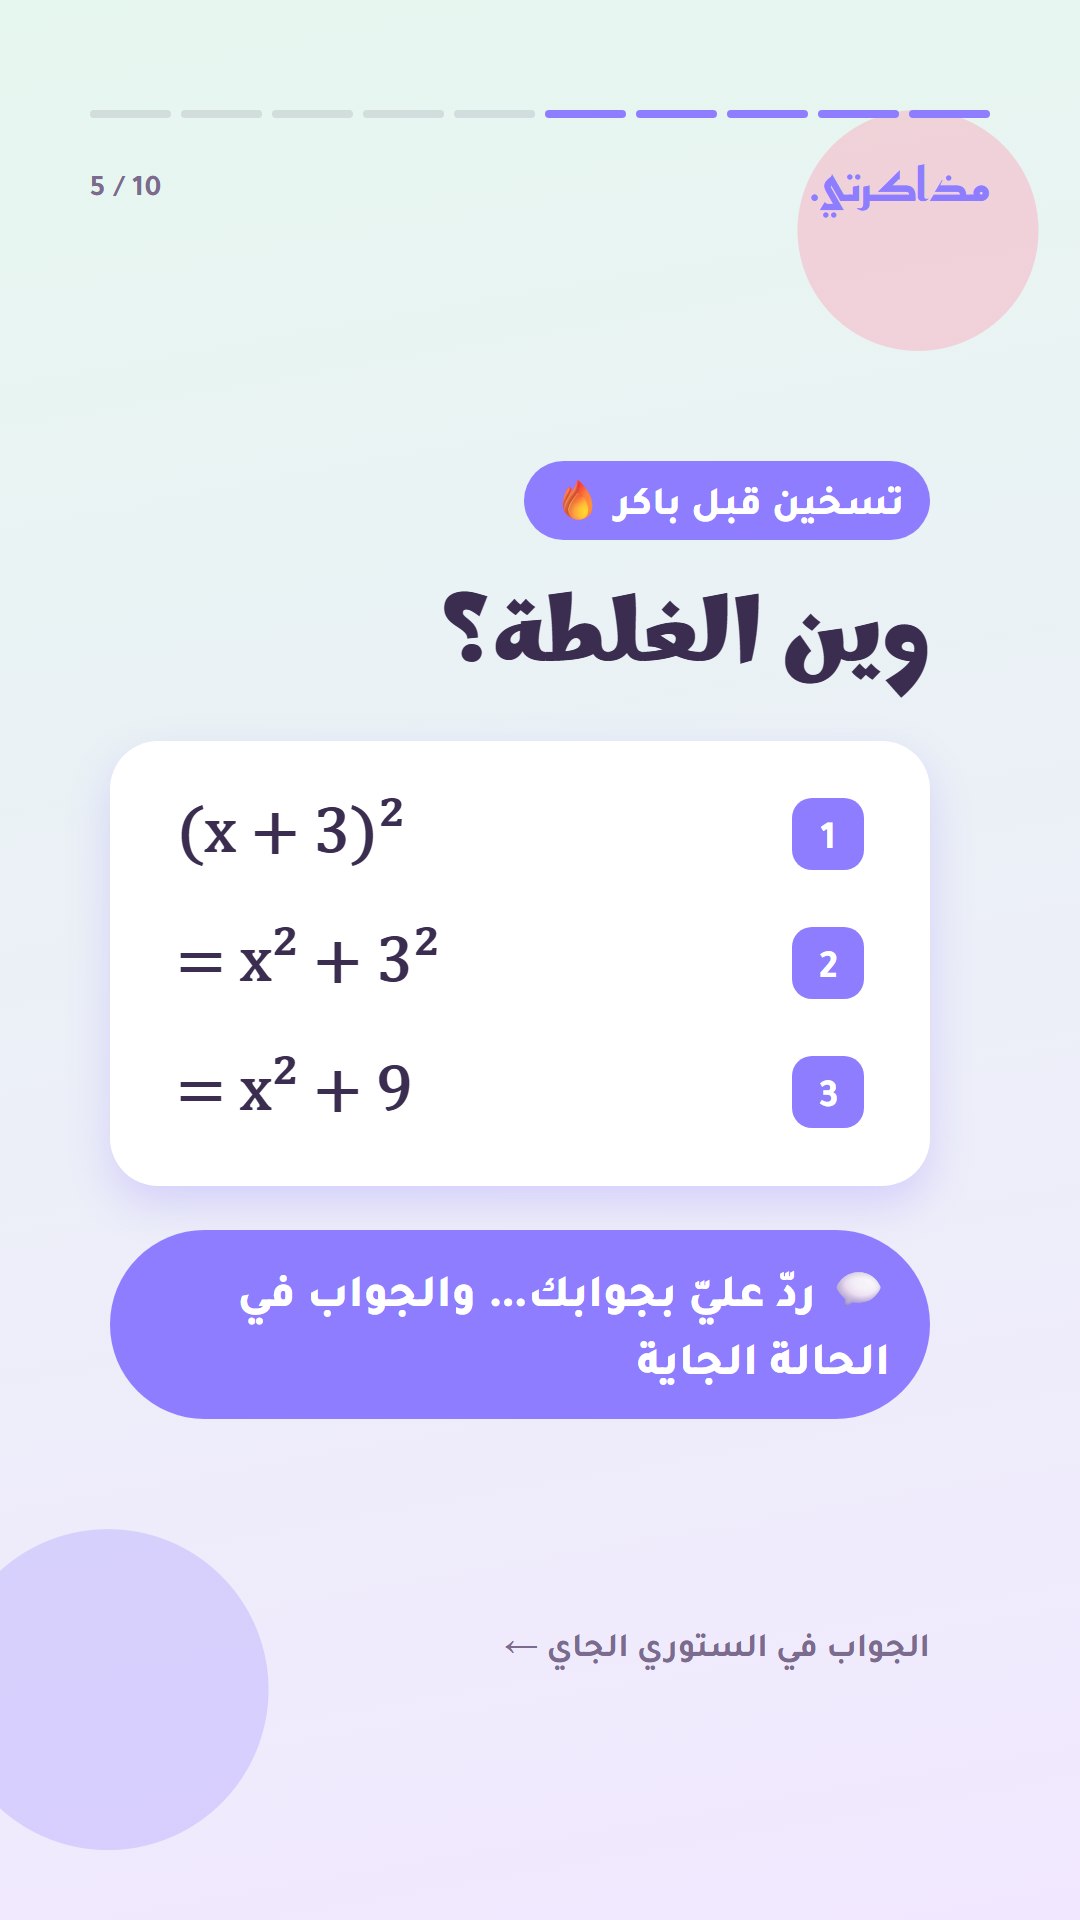 مذاكرتي.
5 / 10
تسخين قبل باكر 🔥
وين الغلطة؟
1 (x + 3)²
2 = x² + 3²
3 = x² + 9
💬 ردّ عليّ بجوابك... والجواب في
الحالة الجاية
الجواب في الستوري الجاي ←